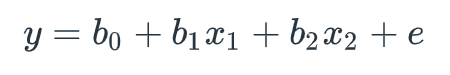 y = b₀ + b₁x₁ + b₂x₂ + e